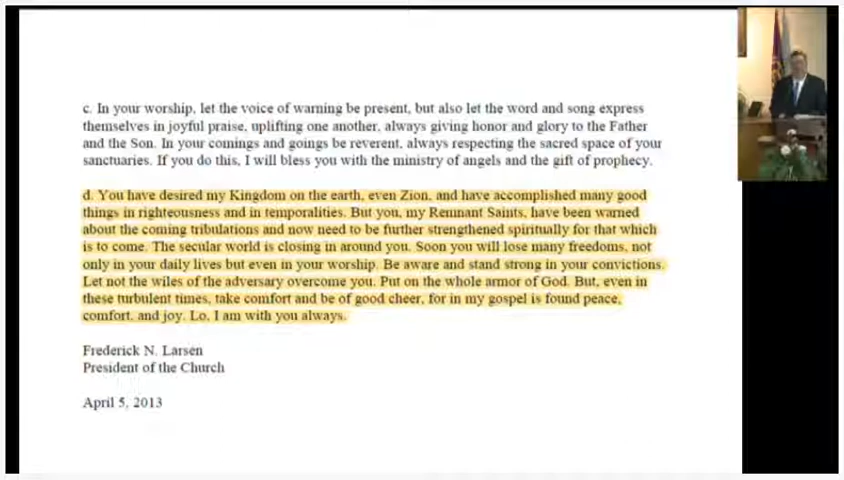 c. In your worship, let the voice of warning be present, but also let the word and song express
themselves in joyful praise, uplifting one another, always giving honor and glory to the Father
and the Son. In your comings and goings be reverent, always respecting the sacred space of your
sanctuaries. If you do this, I will bless you with the ministry of angels and the gift of prophecy.
d. You have desired my Kingdom on the earth, even Zion, and have accomplished many good
things in righteousness and in temporalities. But you, my Remnant Saints, have been warned
about the coming tribulations and now need to be further strengthened spiritually for that which
is to come. The secular world is closing in around you. Soon you will lose many freedoms, not
only in your daily lives but even in your worship. Be aware and stand strong in your convictions.
Let not the wiles of the adversary overcome you. Put on the whole armor of God. But, even in
these turbulent times, take comfort and be of good cheer, for in my gospel is found peace,
comfort, and joy. Lo, I am with you always.
Frederick N. Larsen
President of the Church
April 5, 2013